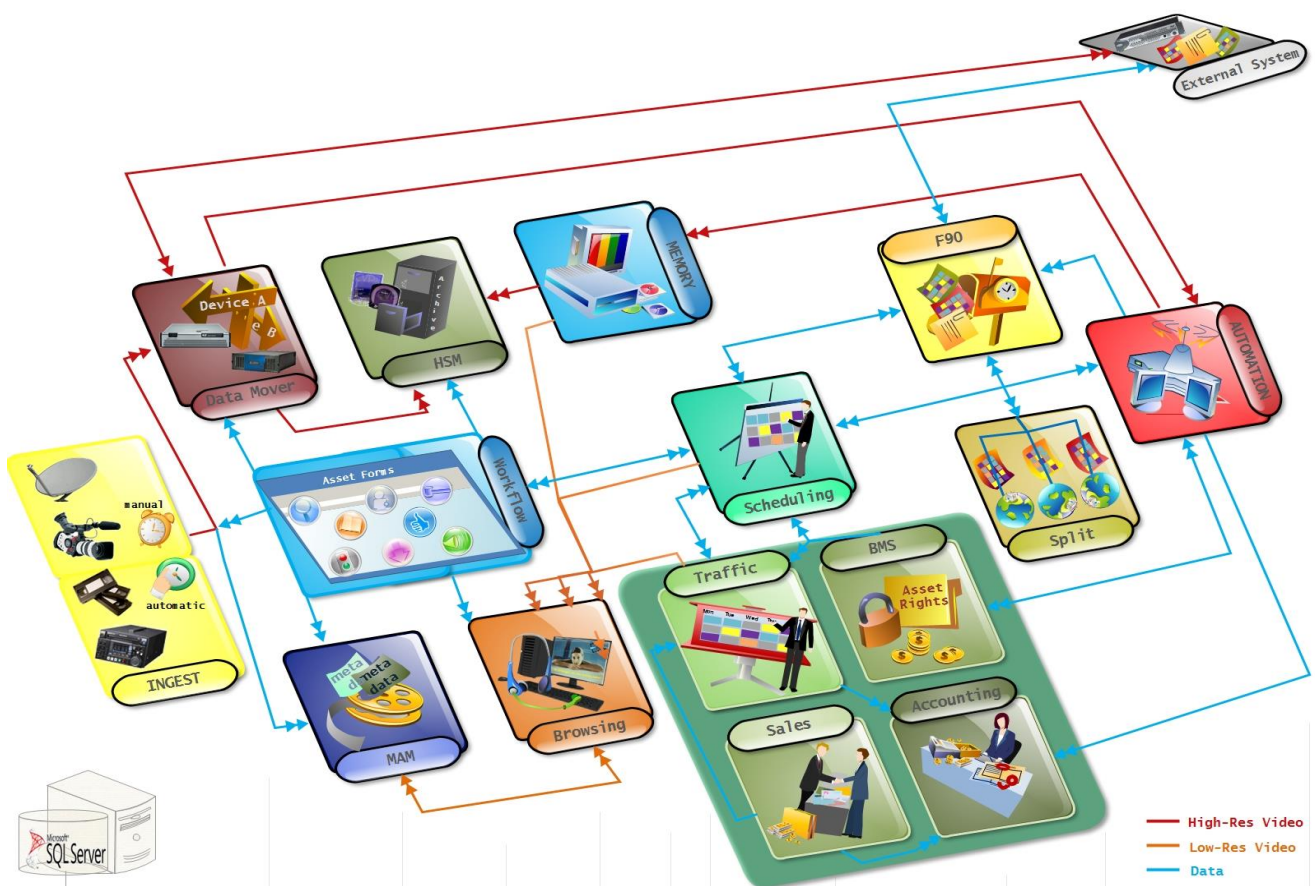 External System
F90
MEMORY
Device A
e B
Data Mover
Archive
HSM
AUTOMATION
Asset Forms
Workflow
Scheduling
Split
manual
automatic
INGEST
Traffic
Mon Tue Wed
BMS
Asset
Rights
meta
d meta
data
MAM
Browsing
Sales
Accounting
Microsoft
SQL Server
High-Res Video
Low-Res Video
Data